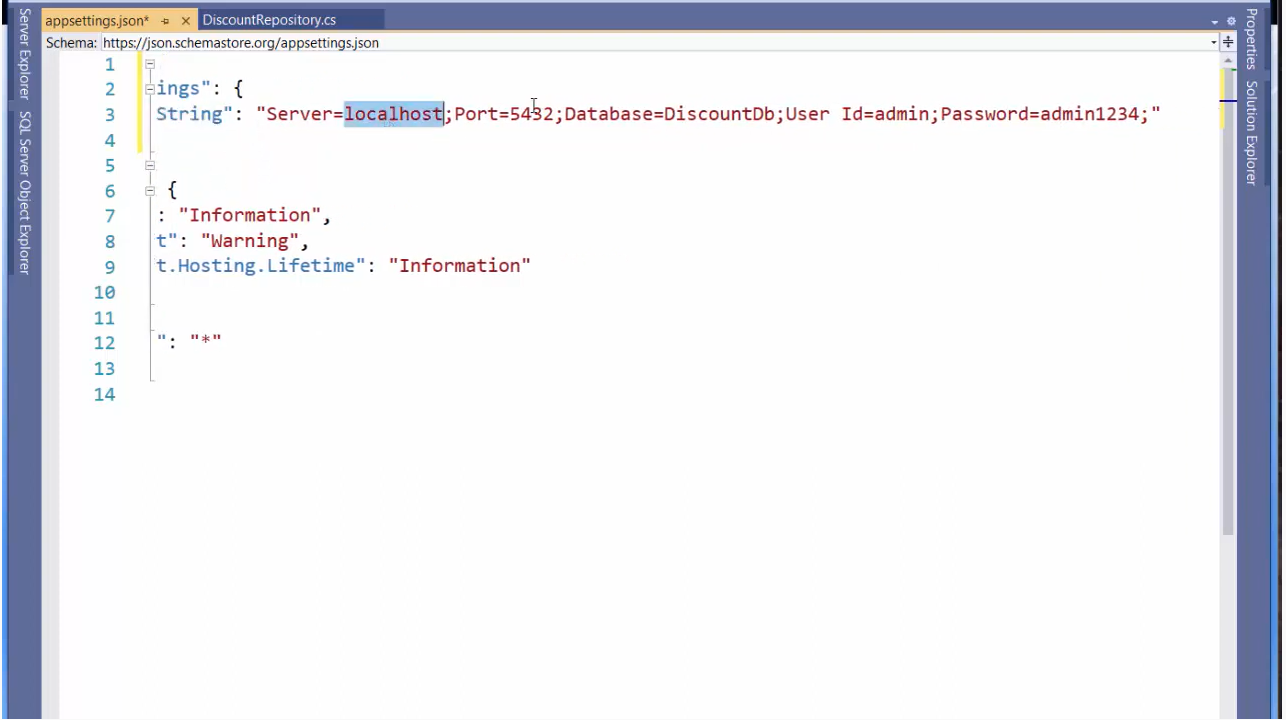 appsettings.json*
DiscountRepository.cs
Schema: https://json.schemastore.org/appsettings.json
1
2 ings": {
3 String": "Server=localhost;Port=5432;Database=DiscountDb;User Id=admin;Password=admin1234;"
4
5
6 {
7 : "Information",
8 t": "Warning",
9 t.Hosting.Lifetime": "Information"
10
11
12 ": "*"
13
14
Server Explorer
SQL Server Object Explorer
Properties
Solution Explorer